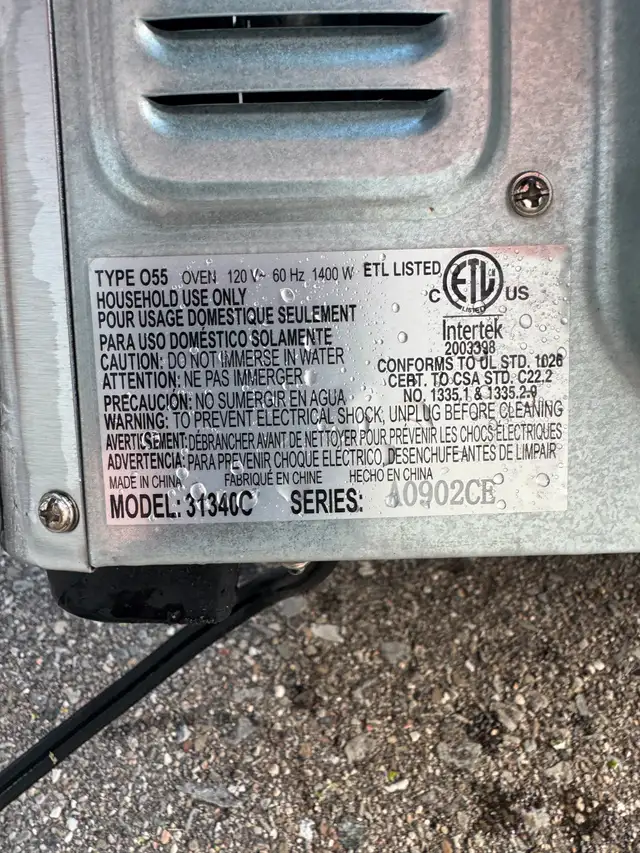 TYPE O55 OVEN 120 V~ 60 Hz 1400 W ETL LISTED
HOUSEHOLD USE ONLY
POUR USAGE DOMESTIQUE SEULEMENT
PARA USO DOMÉSTICO SOLAMENTE
CAUTION: DO NOT IMMERSE IN WATER
ATTENTION: NE PAS IMMERGER
PRECAUCIÓN: NO SUMERGIR EN AGUA
C ETL US
LISTED
Intertek
2003398
CONFORMS TO UL STD. 1026
CERT. TO CSA STD. C22.2
NO. 1335.1 & 1335.2.9
WARNING: TO PREVENT ELECTRICAL SHOCK, UNPLUG BEFORE CLEANING
AVERTISSEMENT: DÉBRANCHER AVANT DE NETTOYER POUR PRÉVENIR LES CHOCS ÉLECTRIQUES
ADVERTENCIA: PARA PREVENIR CHOQUE ELÉCTRICO, DESENCHUFE ANTES DE LIMPIAR
MADE IN CHINA FABRIQUÉ EN CHINE HECHO EN CHINA
MODEL: 31340C SERIES: A0902CE